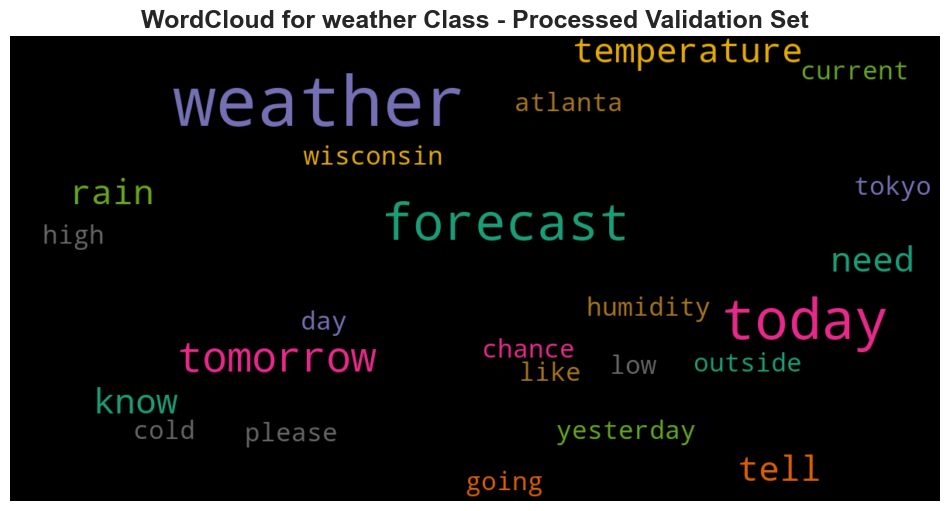 WordCloud for weather Class - Processed Validation Set
temperature
current
weather
atlanta
wisconsin
rain
tokyo
high
forecast
need
humidity
today
day
chance
tomorrow
like
low
outside
know
cold
please
yesterday
tell
going